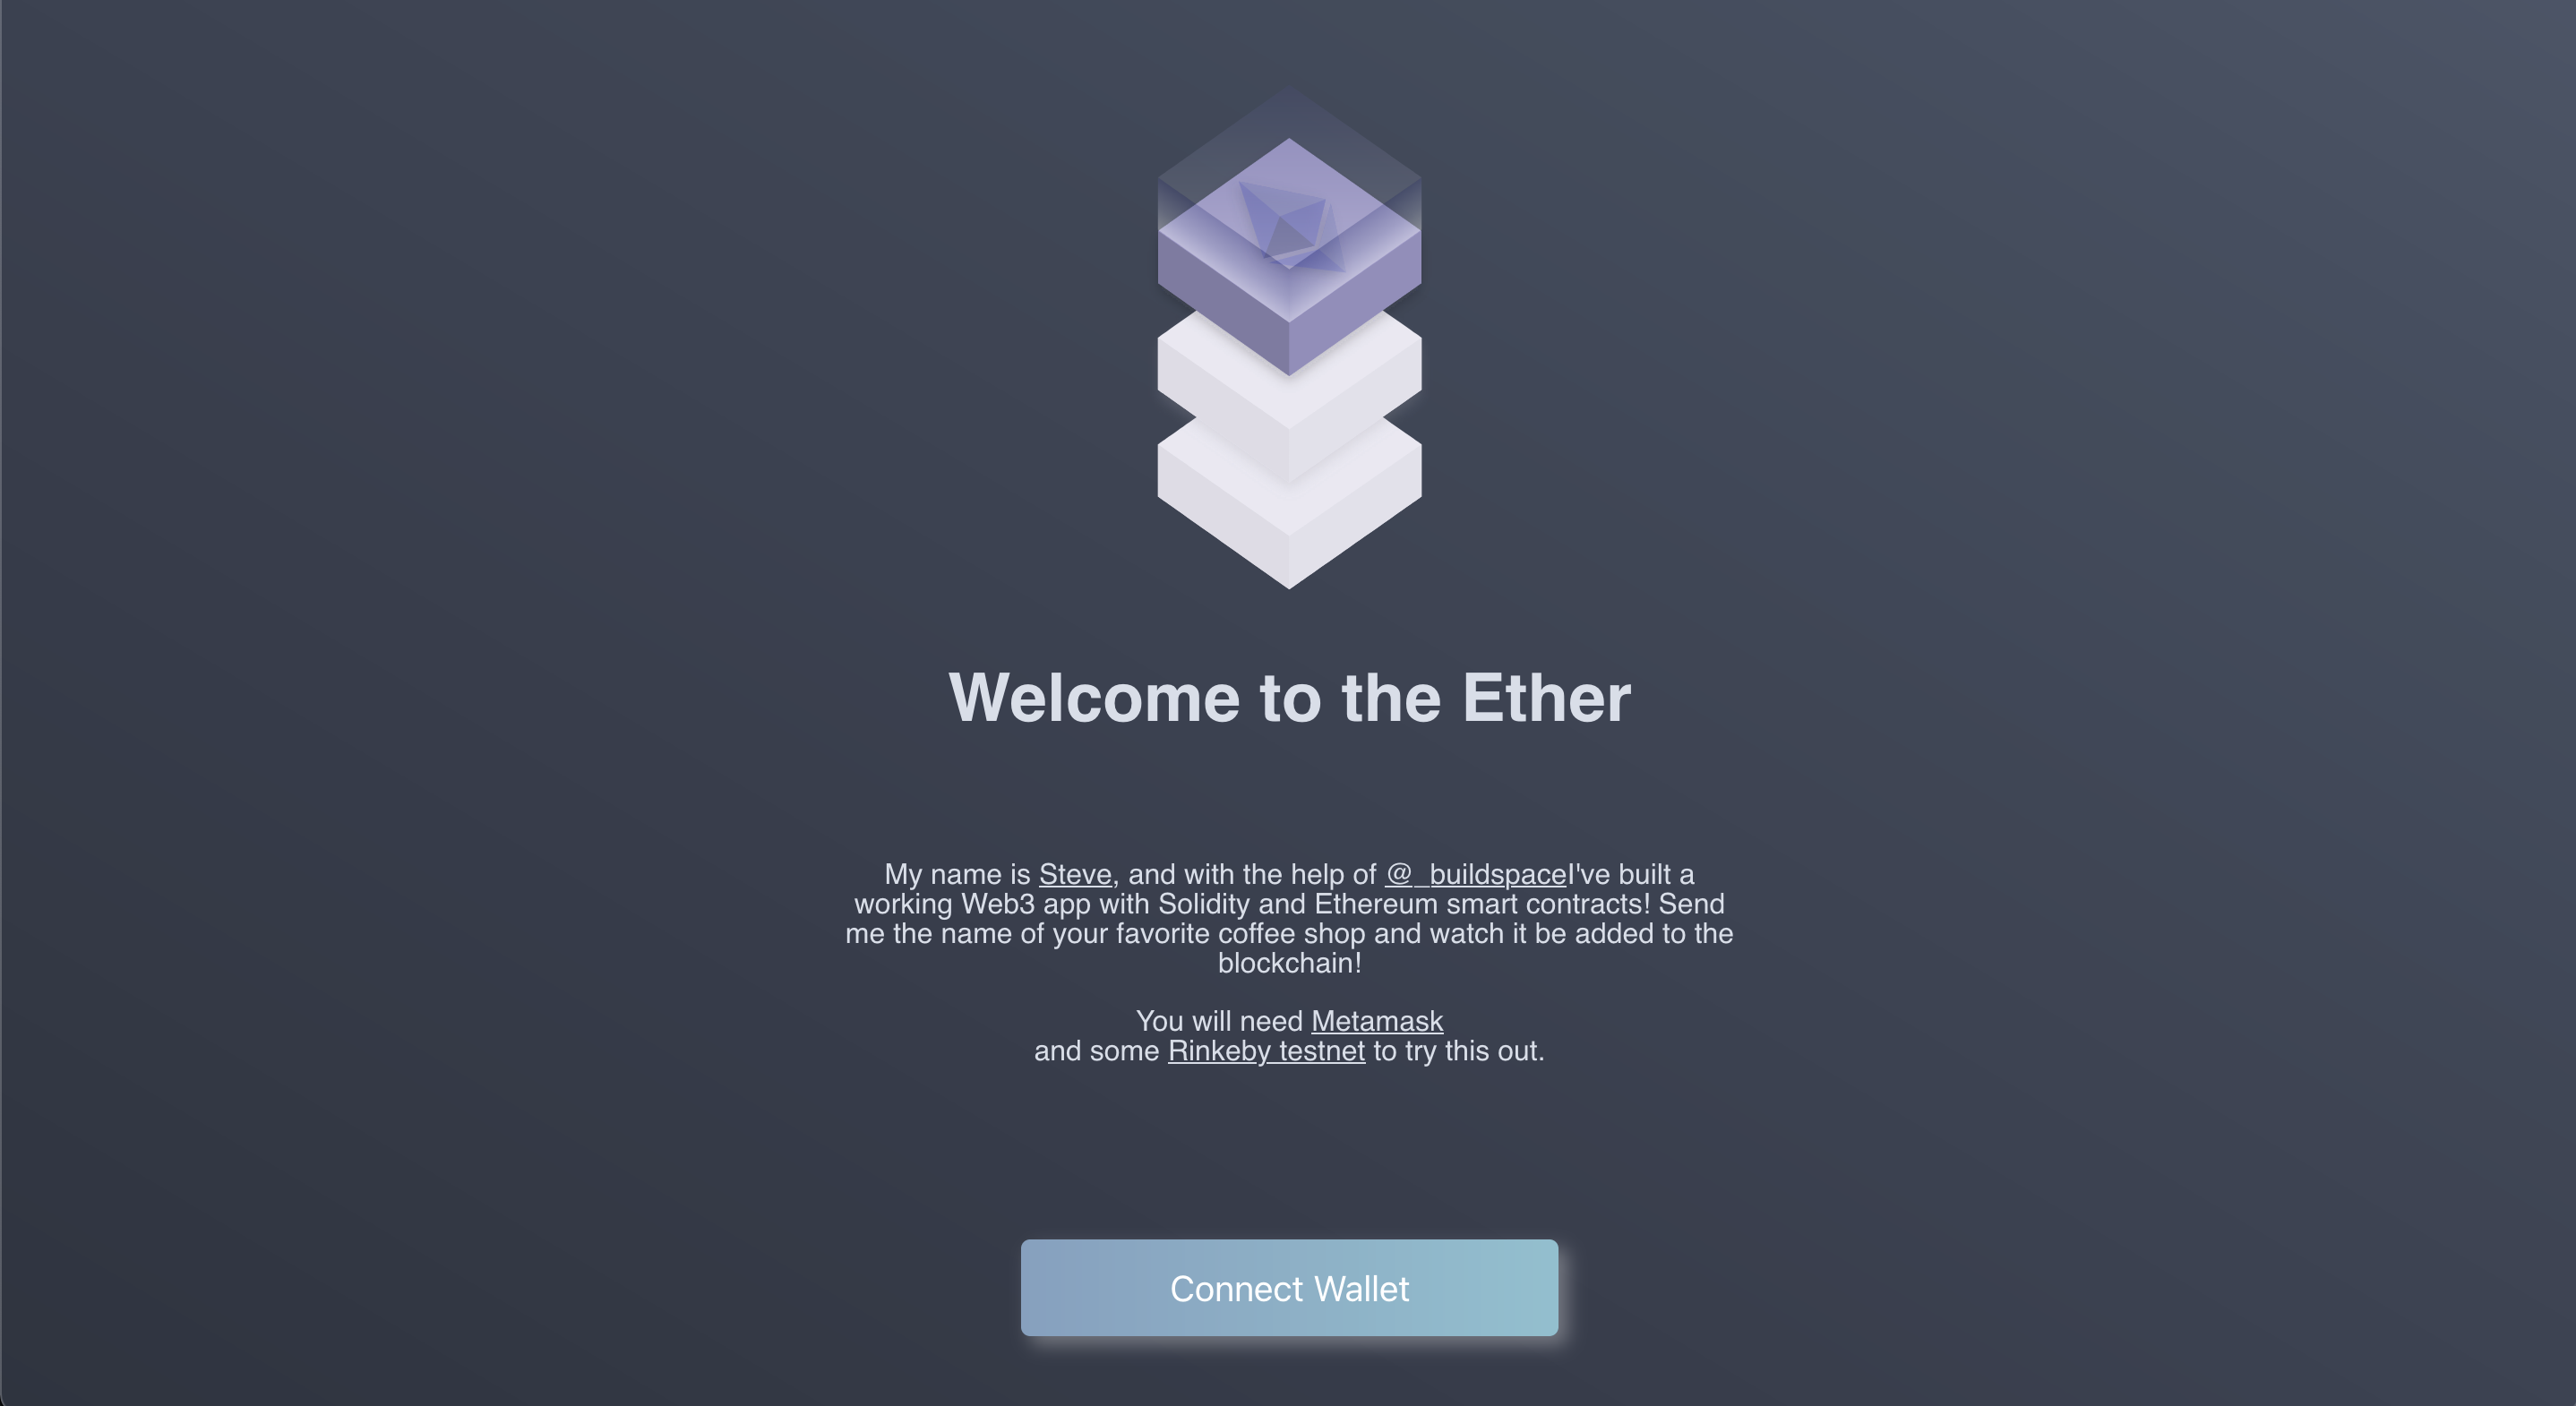 Welcome to the Ether
My name is Steve, and with the help of @_buildspaceI've built a
working Web3 app with Solidity and Ethereum smart contracts! Send
me the name of your favorite coffee shop and watch it be added to the
blockchain!
You will need Metamask
and some Rinkeby testnet to try this out.
Connect Wallet